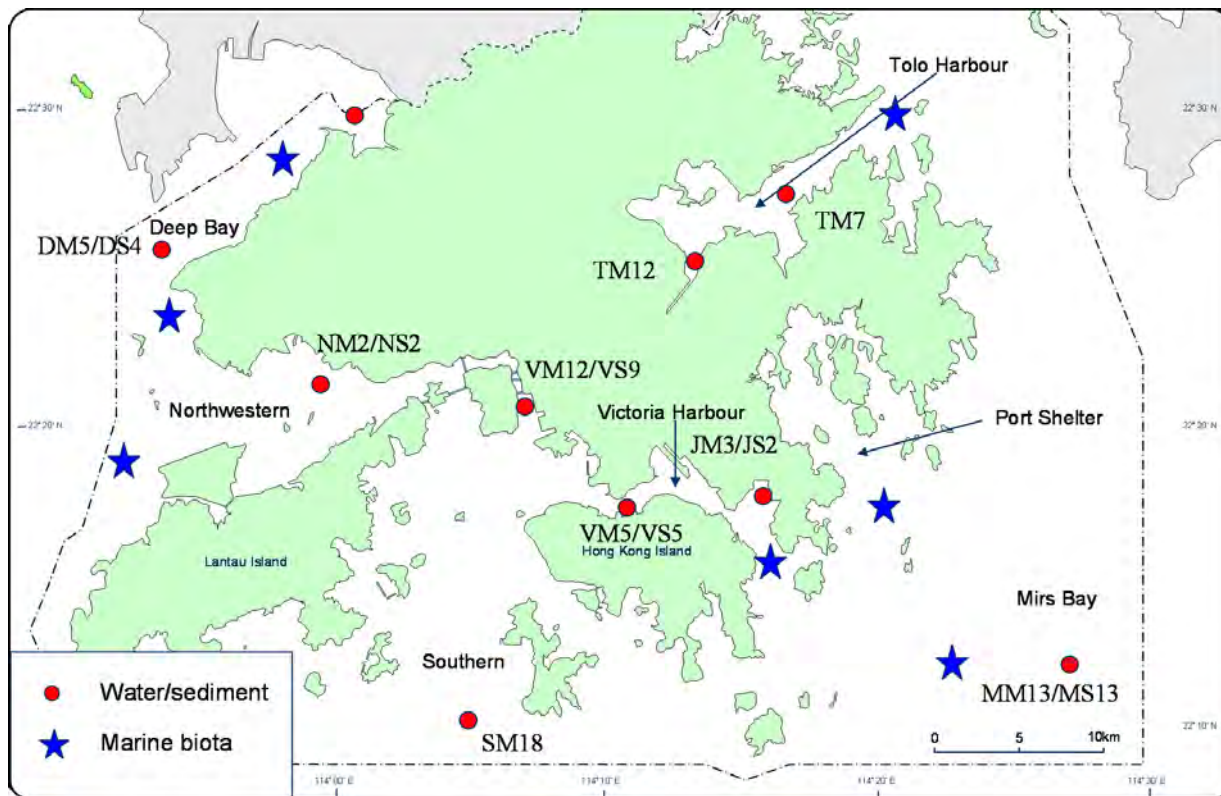 Tolo Harbour
22°30' N
22°30' N
Deep Bay
DM5/DS4
TM7
TM12
NM2/NS2
VM12/VS9
Northwestern
Victoria Harbour
Port Shelter
22°20' N
22°20' N
JM3/JS2
VM5/VS5
Hong Kong Island
Lantau Island
Mirs Bay
Southern
MM13/MS13
Water/sediment
SM18
22°10' N
Marine biota
0 5 10km
114°00' E
114°10' E
114°20' E
114°30' E